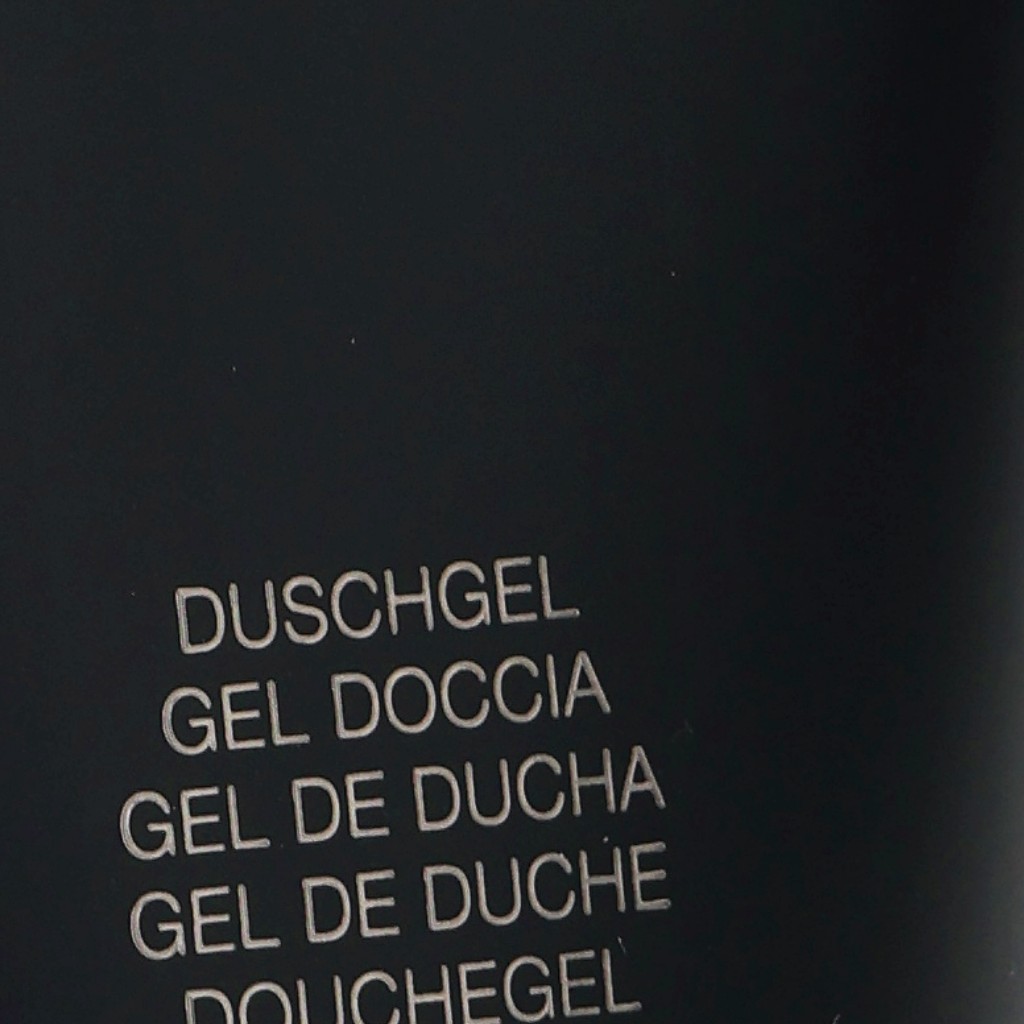 DUSCHGEL
GEL DOCCIA
GEL DE DUCHA
GEL DE DUCHE
DOUCHEGEL